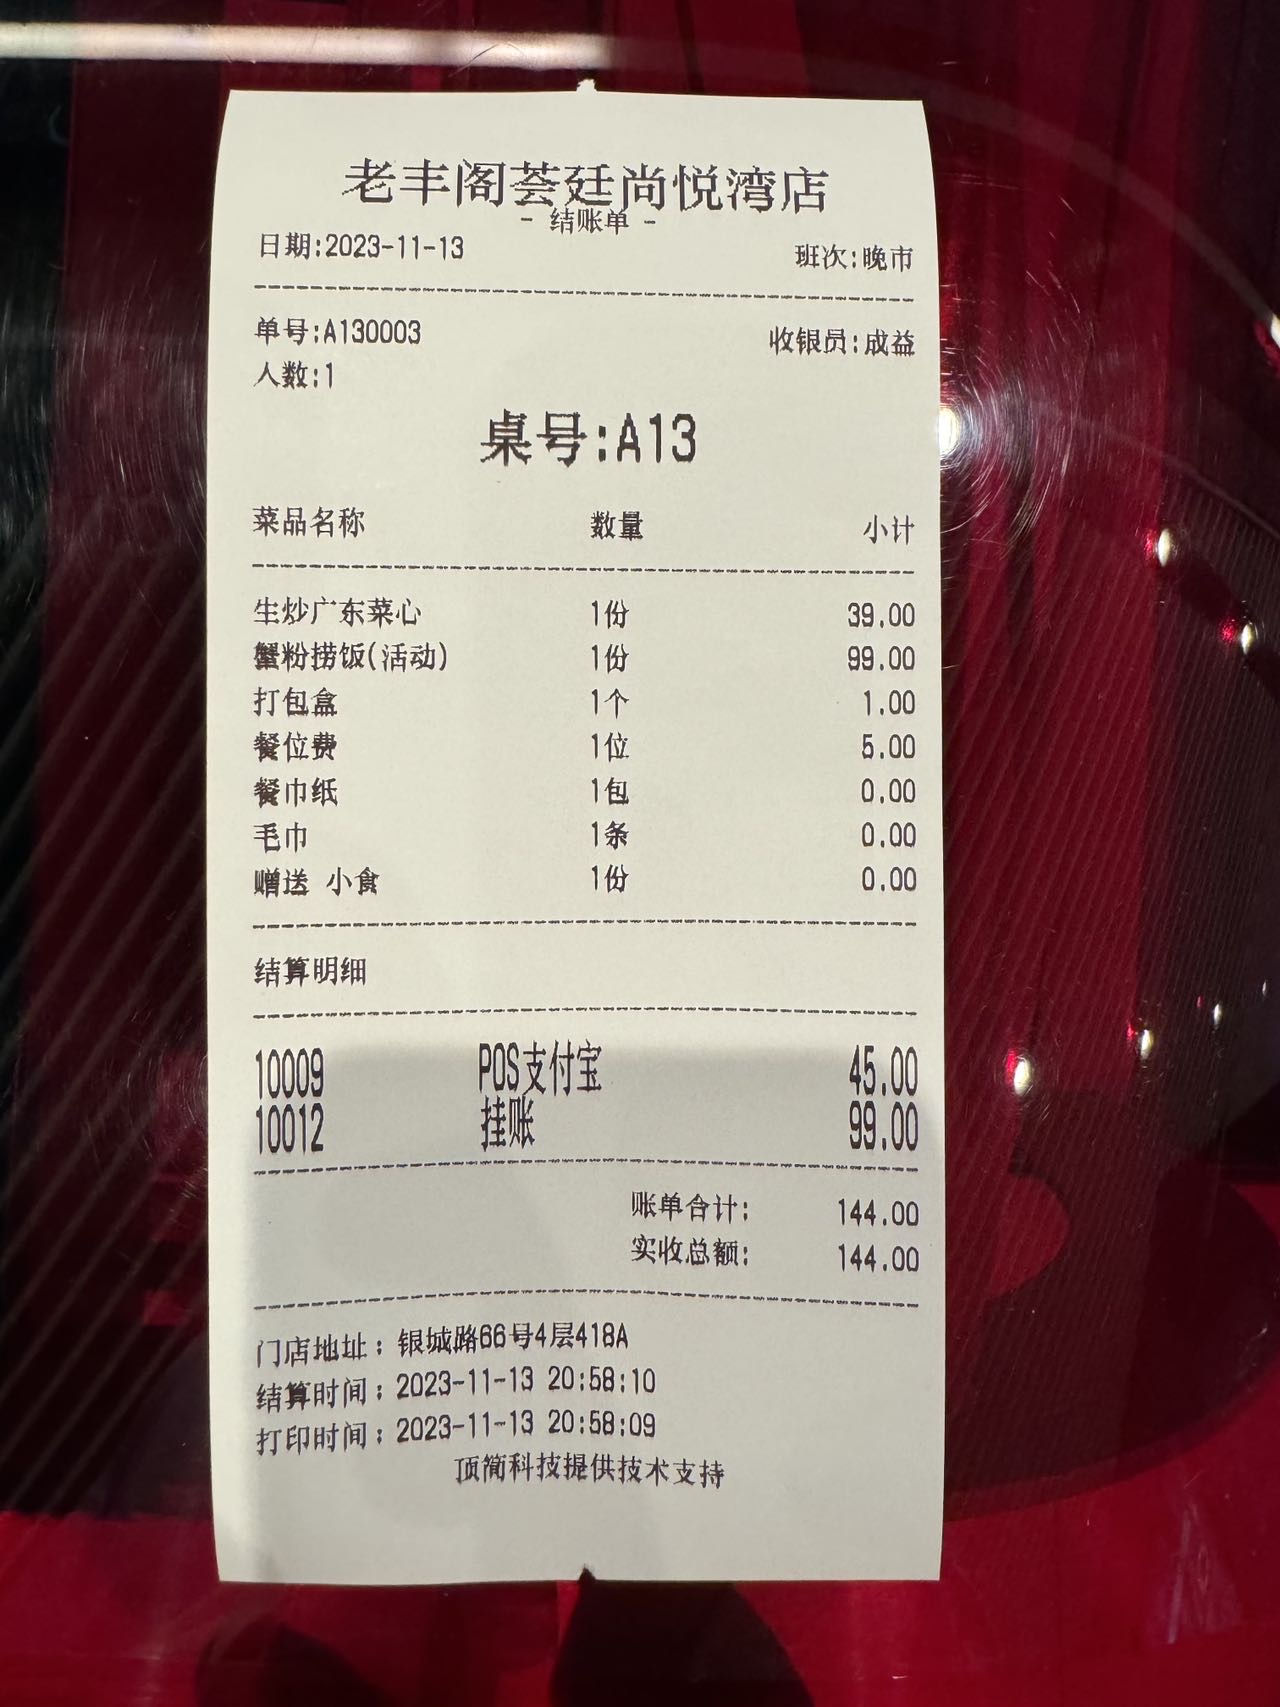 老丰阁荟廷尚悦湾店
- 结账单 -
日期:2023-11-13 班次:晚市
单号:A130003 收银员:成益
人数:1
桌号:A13
菜品名称 数量 小计
生炒广东菜心 1份 39.00
蟹粉捞饭(活动) 1份 99.00
打包盒 1个 1.00
餐位费 1位 5.00
餐巾纸 1包 0.00
毛巾 1条 0.00
赠送 小食 1份 0.00
结算明细
10009 POS支付宝 45.00
10012 挂账 99.00
账单合计: 144.00
实收总额: 144.00
门店地址：银城路66号4层418A
结算时间：2023-11-13 20:58:10
打印时间：2023-11-13 20:58:09
顶简科技提供技术支持